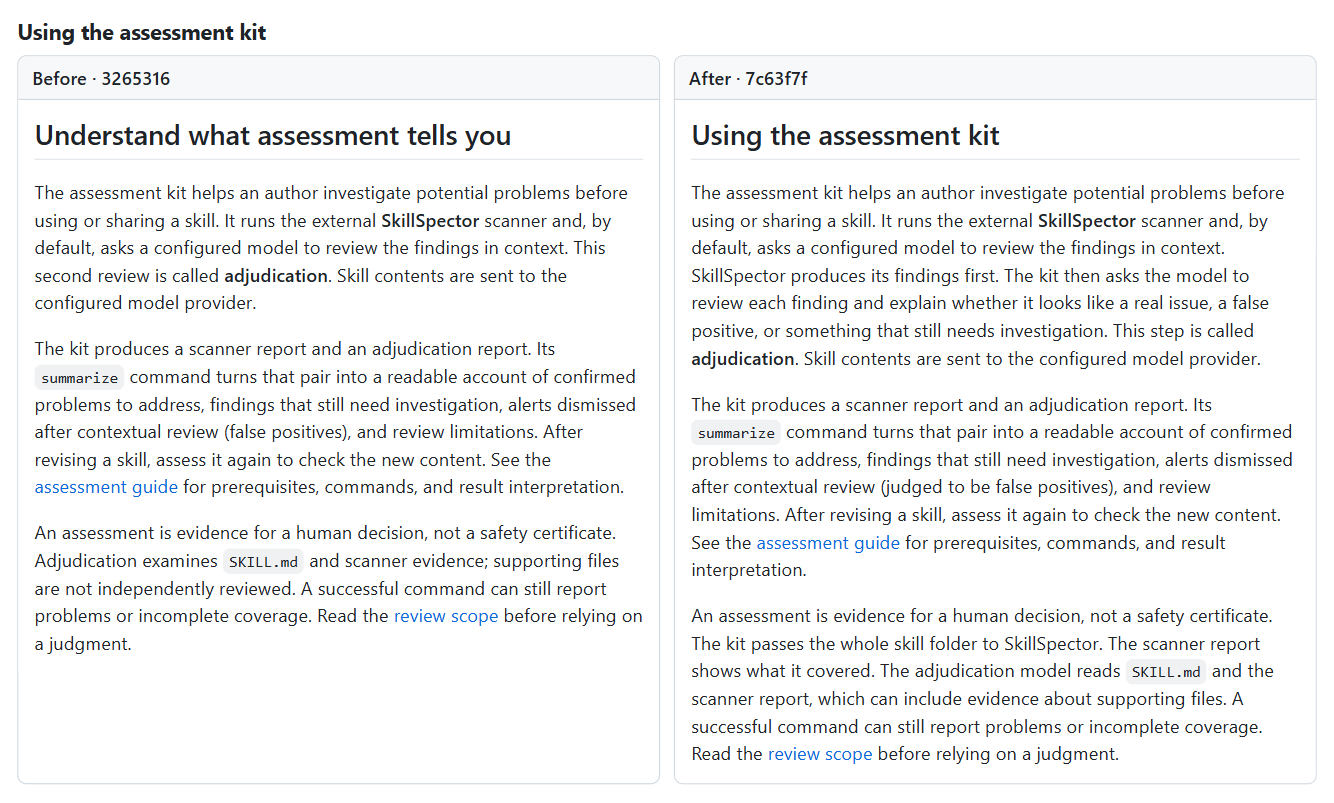 Using the assessment kit
Before · 3265316
Understand what assessment tells you
The assessment kit helps an author investigate potential problems before
using or sharing a skill. It runs the external SkillSpector scanner and, by
default, asks a configured model to review the findings in context. This
second review is called adjudication. Skill contents are sent to the
configured model provider.
The kit produces a scanner report and an adjudication report. Its
summarize command turns that pair into a readable account of confirmed
problems to address, findings that still need investigation, alerts dismissed
after contextual review (false positives), and review limitations. After
revising a skill, assess it again to check the new content. See the
assessment guide for prerequisites, commands, and result interpretation.
An assessment is evidence for a human decision, not a safety certificate.
Adjudication examines SKILL.md and scanner evidence; supporting files
are not independently reviewed. A successful command can still report
problems or incomplete coverage. Read the review scope before relying on
a judgment.
After · 7c63f7f
Using the assessment kit
The assessment kit helps an author investigate potential problems before
using or sharing a skill. It runs the external SkillSpector scanner and, by
default, asks a configured model to review the findings in context.
SkillSpector produces its findings first. The kit then asks the model to
review each finding and explain whether it looks like a real issue, a false
positive, or something that still needs investigation. This step is called
adjudication. Skill contents are sent to the configured model provider.
The kit produces a scanner report and an adjudication report. Its
summarize command turns that pair into a readable account of confirmed
problems to address, findings that still need investigation, alerts dismissed
after contextual review (judged to be false positives), and review
limitations. After revising a skill, assess it again to check the new content.
See the assessment guide for prerequisites, commands, and result
interpretation.
An assessment is evidence for a human decision, not a safety certificate.
The kit passes the whole skill folder to SkillSpector. The scanner report
shows what it covered. The adjudication model reads SKILL.md and the
scanner report, which can include evidence about supporting files. A
successful command can still report problems or incomplete coverage.
Read the review scope before relying on a judgment.